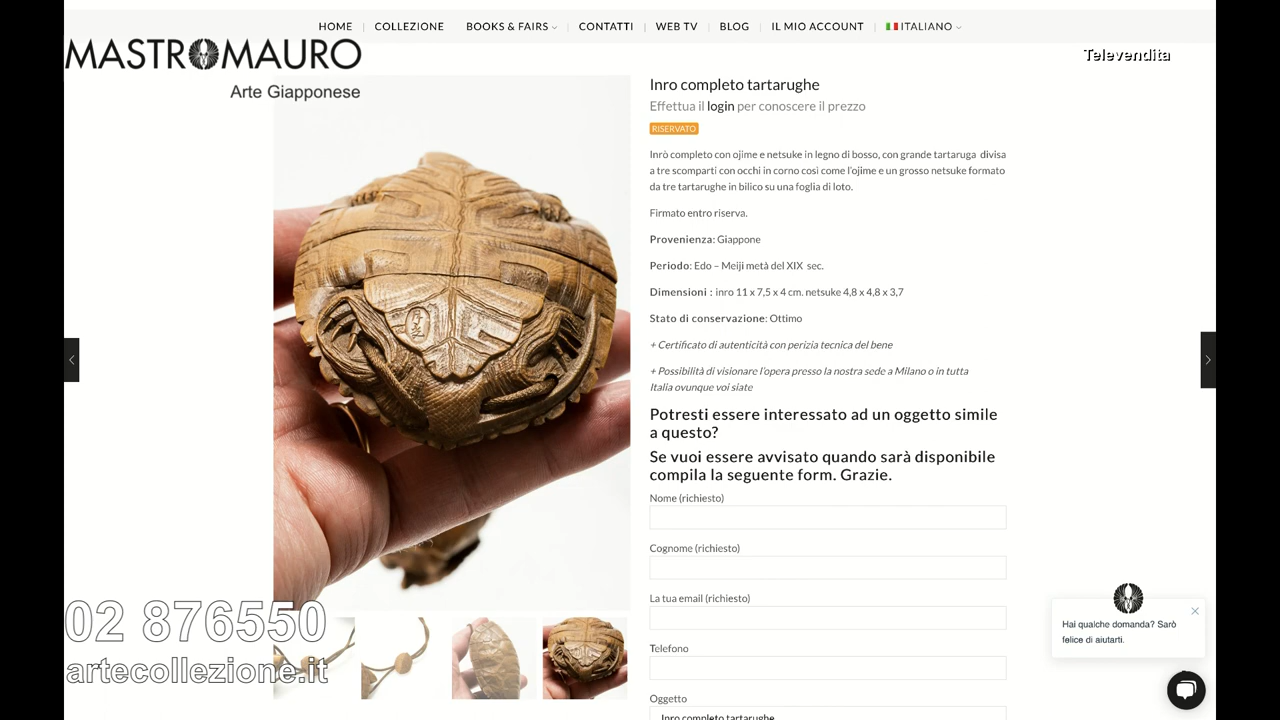 HOME
COLLEZIONE
BOOKS & FAIRS
CONTATTI
WEB TV
BLOG
IL MIO ACCOUNT
ITALIANO
MASTROMAURO
Arte Giapponese
Televendita
Inro completo tartarughe
Effettua il login per conoscere il prezzo
RISERVATO
Inrò completo con ojime e netsuke in legno di bosso, con grande tartaruga divisa
a tre scomparti con occhi in corno cosi come l'ojime e un grosso netsuke formato
da tre tartarughe in bilico su una foglia di loto.
Firmato entro riserva.
Provenienza: Giappone
Periodo: Edo – Meiji metà del XIX sec.
Dimensioni : inro 11 x 7,5 x 4 cm. netsuke 4,8 x 4,8 x 3,7
Stato di conservazione: Ottimo
+ Certificato di autenticità con perizia tecnica del bene
+ Possibilità di visionare l'opera presso la nostra sede a Milano o in tutta
Italia ovunque voi siate
Potresti essere interessato ad un oggetto simile
a questo?
Se vuoi essere avvisato quando sarà disponibile
compila la seguente form. Grazie.
Nome (richiesto)
Cognome (richiesto)
La tua email (richiesto)
Telefono
Oggetto
Inro completo tartarughe
02 876550
artecollezione.it
Hai qualche domanda? Sarò
felice di aiutarti.